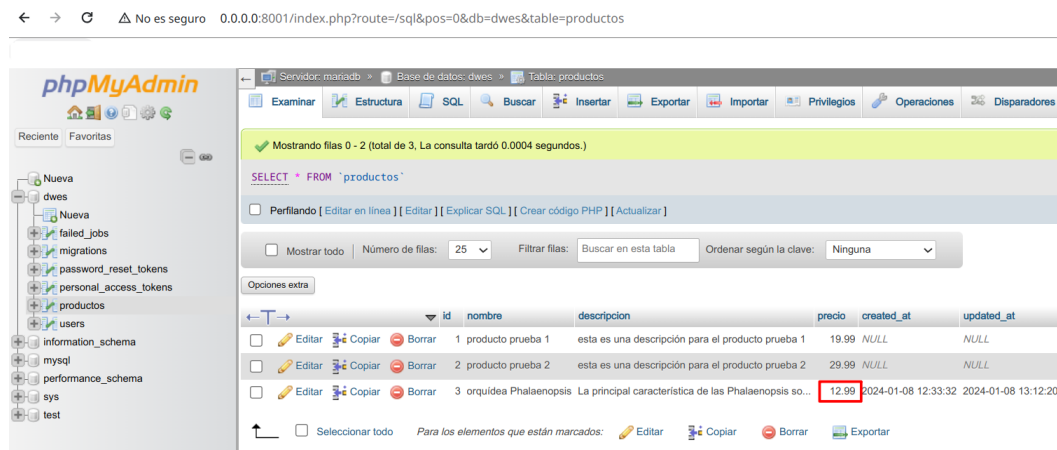 No es seguro 0.0.0.0:8001/index.php?route=/sql&pos=0&db=dwes&table=productos
phpMyAdmin
Reciente Favoritas
Nueva
dwes
Nueva
failed_jobs
migrations
password_reset_tokens
personal_access_tokens
productos
users
information_schema
mysql
performance_schema
sys
test
Servidor: mariadb » Base de datos: dwes » Tabla: productos
Examinar Estructura SQL Buscar Insertar Exportar Importar Privilegios Operaciones Disparadores
Mostrando filas 0 - 2 (total de 3, La consulta tardó 0.0004 segundos.)
SELECT * FROM `productos`
Perfilando [ Editar en línea ] [ Editar ] [ Explicar SQL ] [ Crear código PHP ] [ Actualizar ]
Mostrar todo Número de filas: 25 Filtrar filas: Buscar en esta tabla Ordenar según la clave: Ninguna
Opciones extra
id nombre descripcion precio created_at updated_at
Editar Copiar Borrar 1 producto prueba 1 esta es una descripción para el producto prueba 1 19.99 NULL NULL
Editar Copiar Borrar 2 producto prueba 2 esta es una descripción para el producto prueba 2 29.99 NULL NULL
Editar Copiar Borrar 3 orquídea Phalaenopsis La principal característica de las Phalaenopsis so... 12.99 2024-01-08 12:33:32 2024-01-08 13:12:20
Seleccionar todo Para los elementos que están marcados: Editar Copiar Borrar Exportar